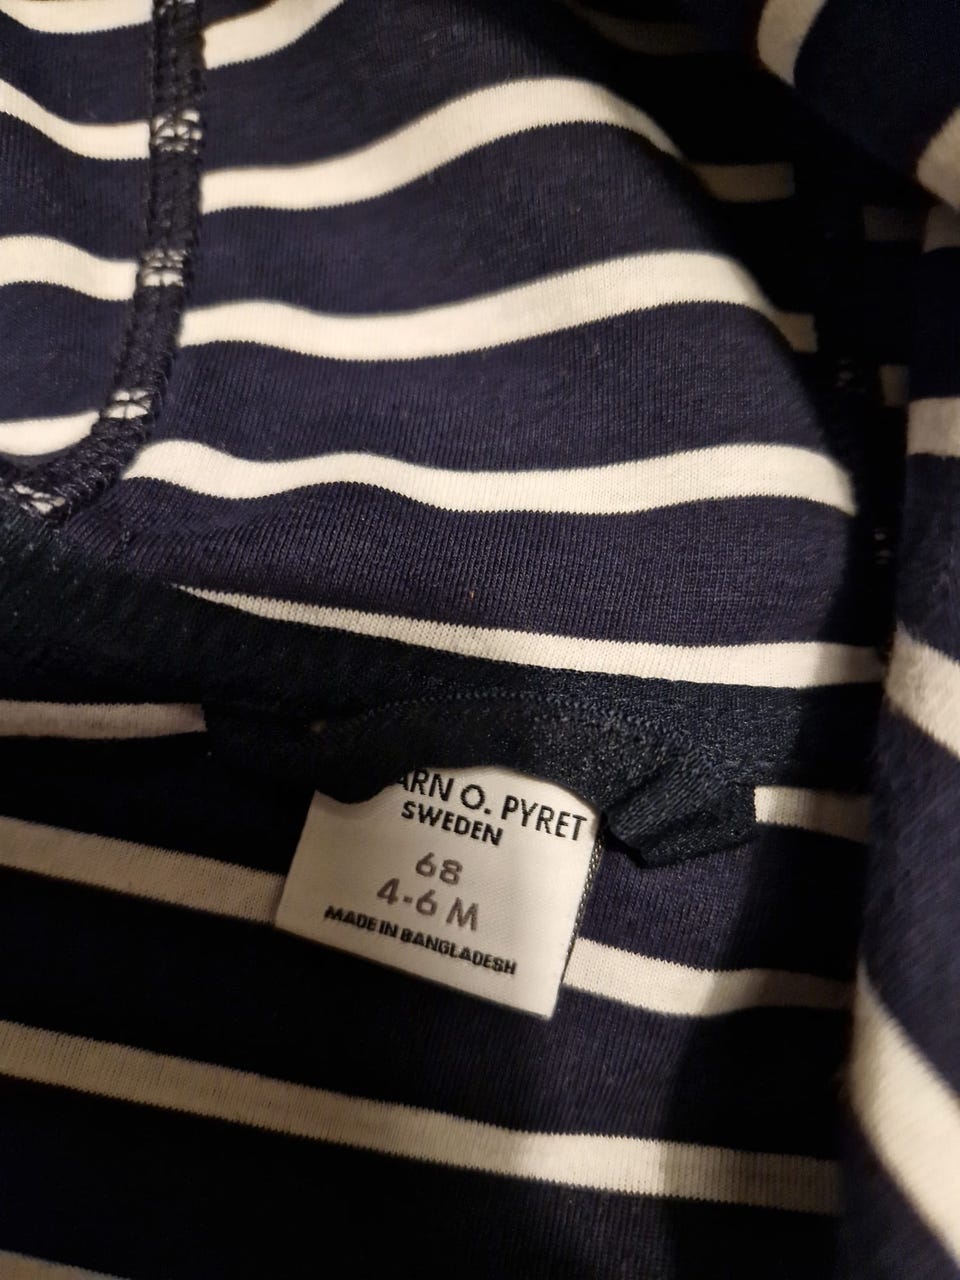 ARN O. PYRET
SWEDEN
68
4-6 M
MADE IN BANGLADESH